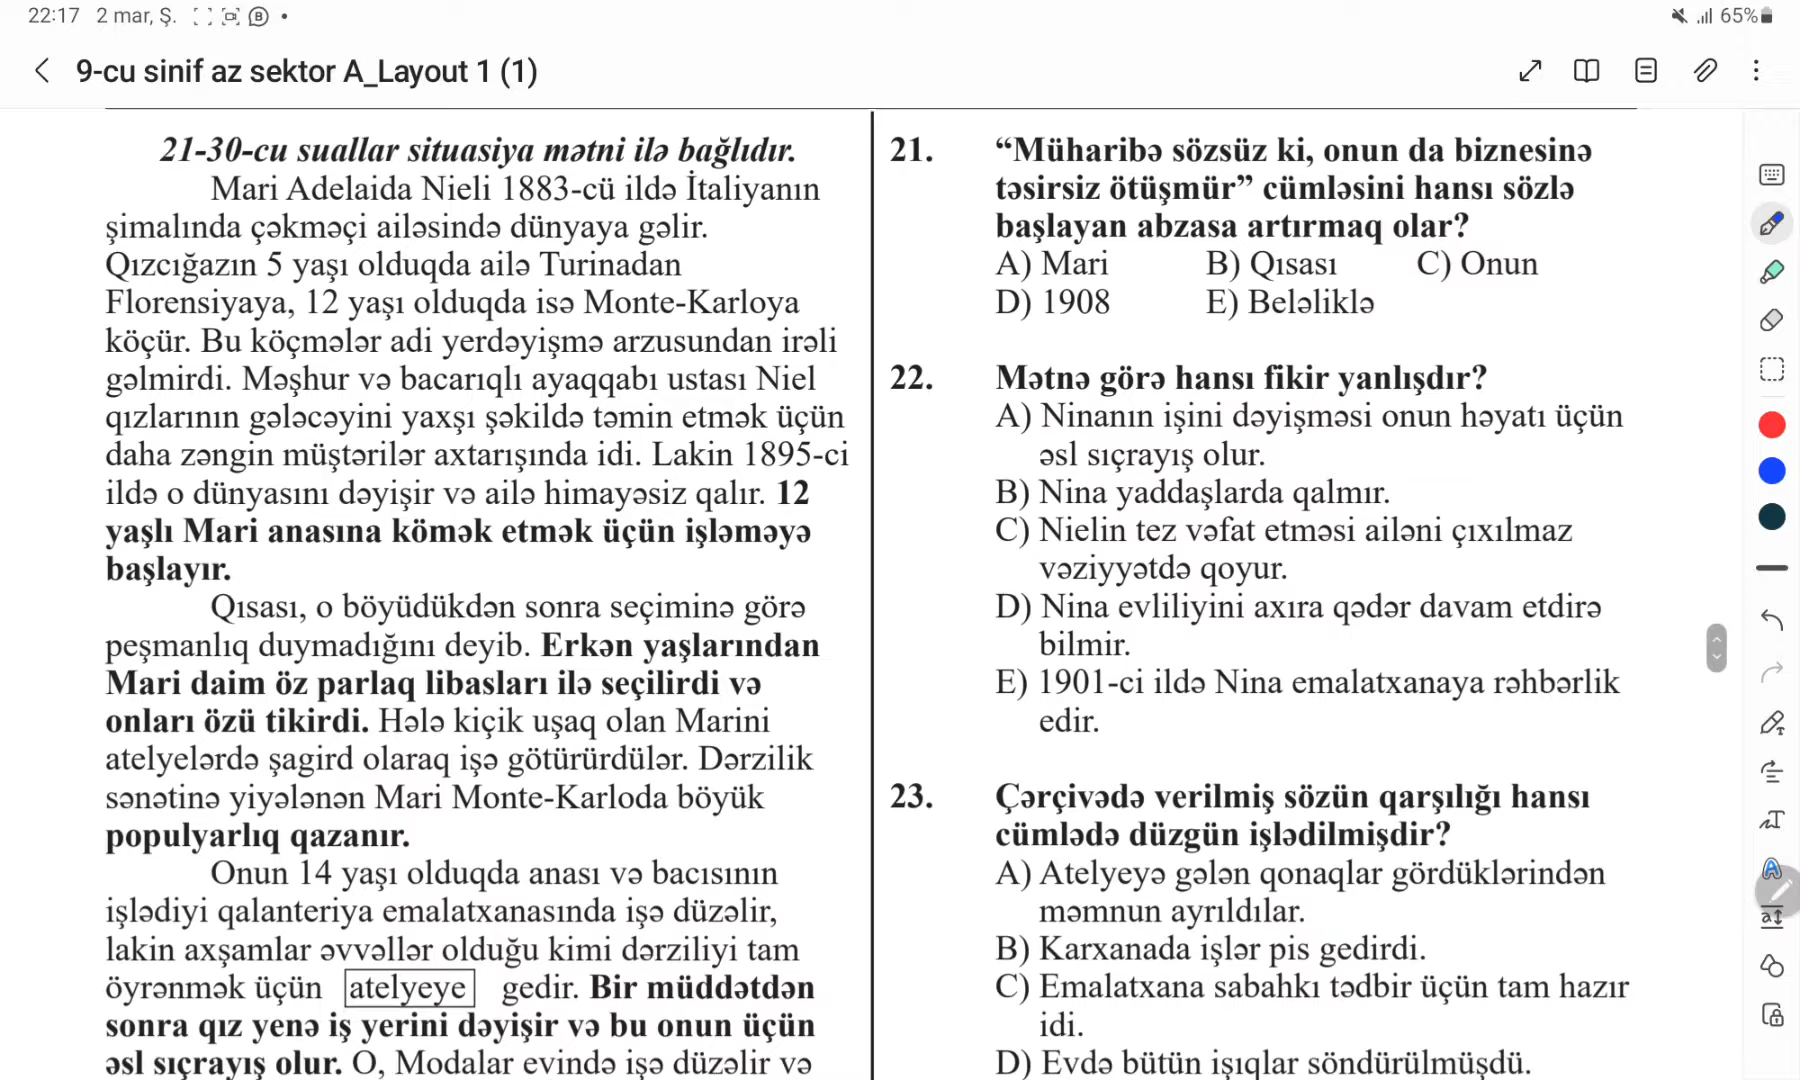 22:17 2 mar, Ş.
65%
9-cu sinif az sektor A_Layout 1 (1)
21-30-cu suallar situasiya mətni ilə bağlıdır.
Mari Adelaida Nieli 1883-cü ildə İtaliyanın
şimalında çəkməçi ailəsində dünyaya gəlir.
Qızcığazın 5 yaşı olduqda ailə Turinadan
Florensiyaya, 12 yaşı olduqda isə Monte-Karloya
köçür. Bu köçmələr adi yerdəyişmə arzusundan irəli
gəlmirdi. Məşhur və bacarıqlı ayaqqabı ustası Niel
qızlarının gələcəyini yaxşı şəkildə təmin etmək üçün
daha zəngin müştərilər axtarışında idi. Lakin 1895-ci
ildə o dünyasını dəyişir və ailə himayəsiz qalır. 12
yaşlı Mari anasına kömək etmək üçün işləməyə
başlayır.
Qısası, o böyüdükdən sonra seçiminə görə
peşmanlıq duymadığını deyib. Erkən yaşlarından
Mari daim öz parlaq libasları ilə seçilirdi və
onları özü tikirdi. Hələ kiçik uşaq olan Marini
atelyelərdə şagird olaraq işə götürürdülər. Dərzilik
sənətinə yiyələnən Mari Monte-Karloda böyük
populyarlıq qazanır.
Onun 14 yaşı olduqda anası və bacısının
işlədiyi qalanteriya emalatxanasında işə düzəlir,
lakin axşamlar əvvəllər olduğu kimi dərziliyi tam
öyrənmək üçün atelyeye gedir. Bir müddətdən
sonra qız yenə iş yerini dəyişir və bu onun üçün
əsl sıçrayış olur. O, Modalar evində işə düzəlir və
21. “Müharibə sözsüz ki, onun da biznesinə
təsirsiz ötüşmür” cümləsini hansı sözlə
başlayan abzasa artırmaq olar?
A) Mari B) Qısası C) Onun
D) 1908 E) Beləliklə
22. Mətnə görə hansı fikir yanlışdır?
A) Ninanın işini dəyişməsi onun həyatı üçün
əsl sıçrayış olur.
B) Nina yaddaşlarda qalmır.
C) Nielin tez vəfat etməsi ailəni çıxılmaz
vəziyyətdə qoyur.
D) Nina evliliyini axıra qədər davam etdirə
bilmir.
E) 1901-ci ildə Nina emalatxanaya rəhbərlik
edir.
23. Çərçivədə verilmiş sözün qarşılığı hansı
cümlədə düzgün işlədilmişdir?
A) Atelyeyə gələn qonaqlar gördüklərindən
məmnun ayrıldılar.
B) Karxanada işlər pis gedirdi.
C) Emalatxana sabahkı tədbir üçün tam hazır
idi.
D) Evdə bütün işıqlar söndürülmüşdü.